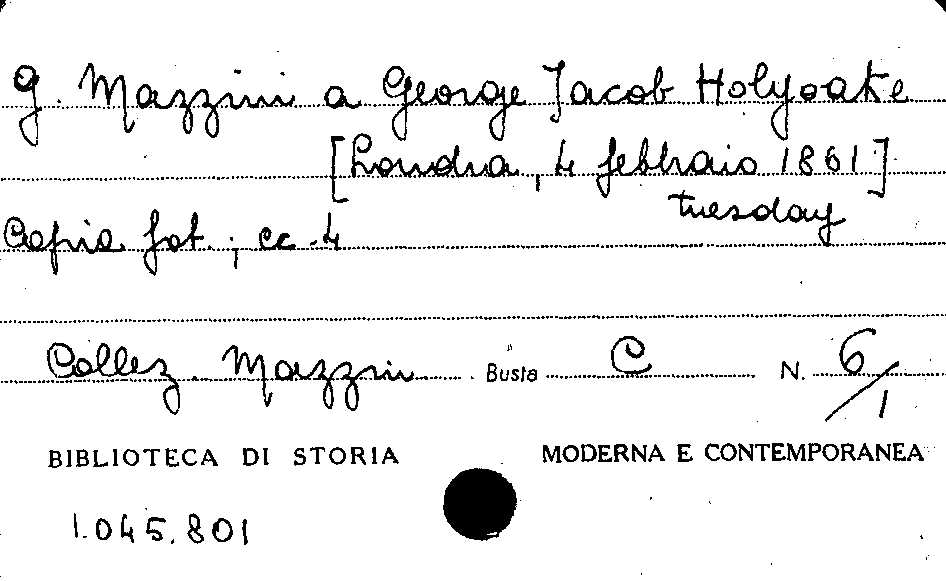 G. Mazzini a George Jacob Holyoake
[Londra, 4 febbraio 1861]
tuesday
Copia fot.; cc. 4
Collez. Mazzini Busta C N. 6/1
BIBLIOTECA DI STORIA MODERNA E CONTEMPORANEA
1.045.801